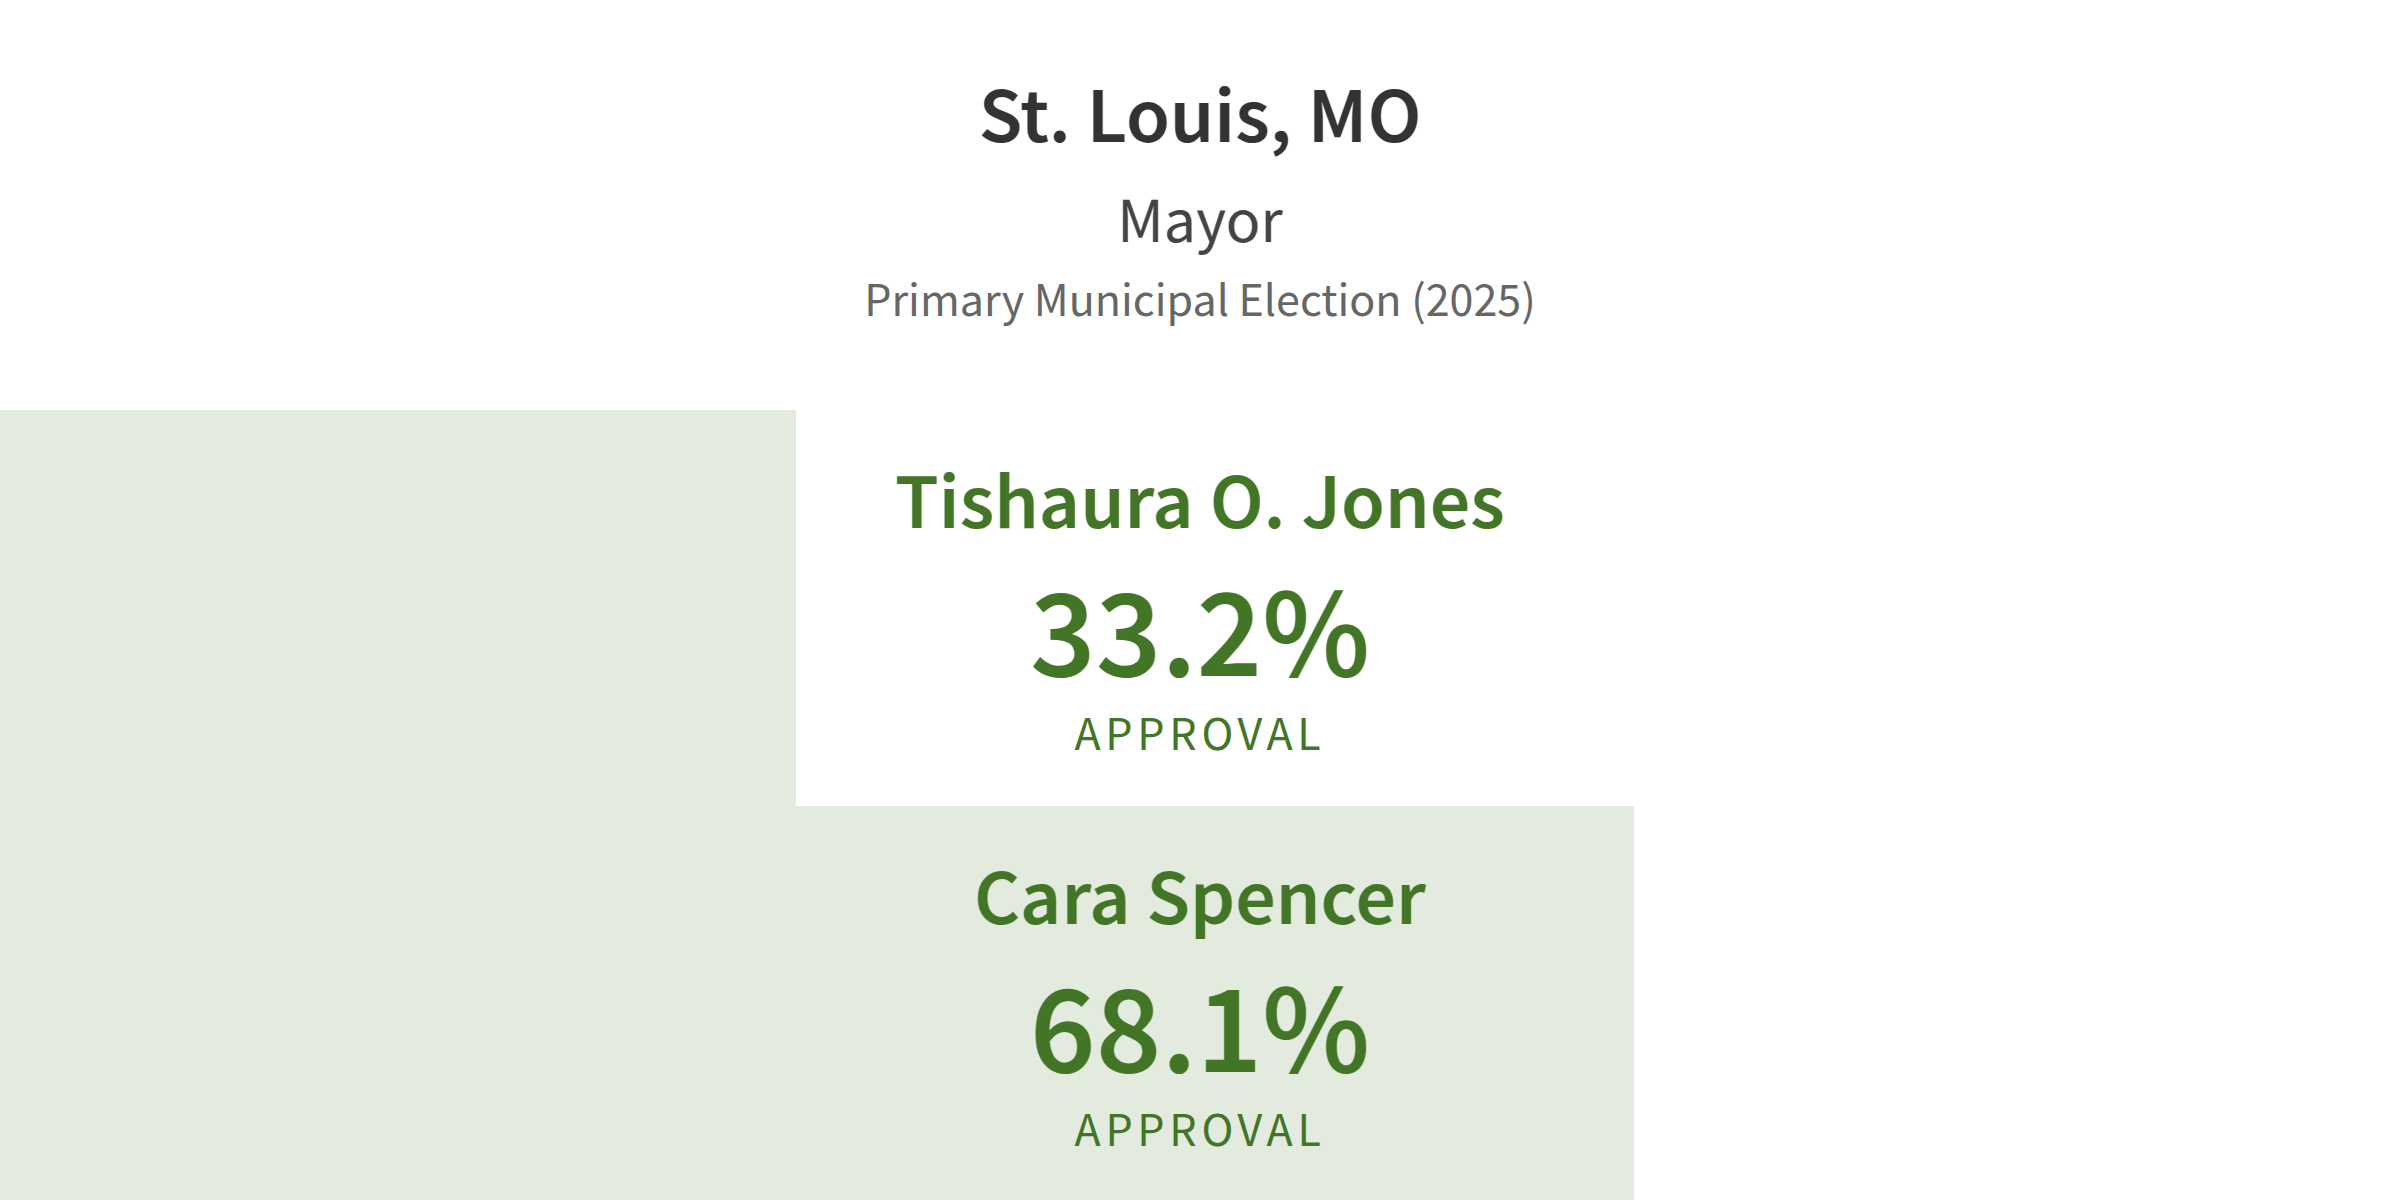 St. Louis, MO
Mayor
Primary Municipal Election (2025)
Tishaura O. Jones
33.2%
APPROVAL
Cara Spencer
68.1%
APPROVAL